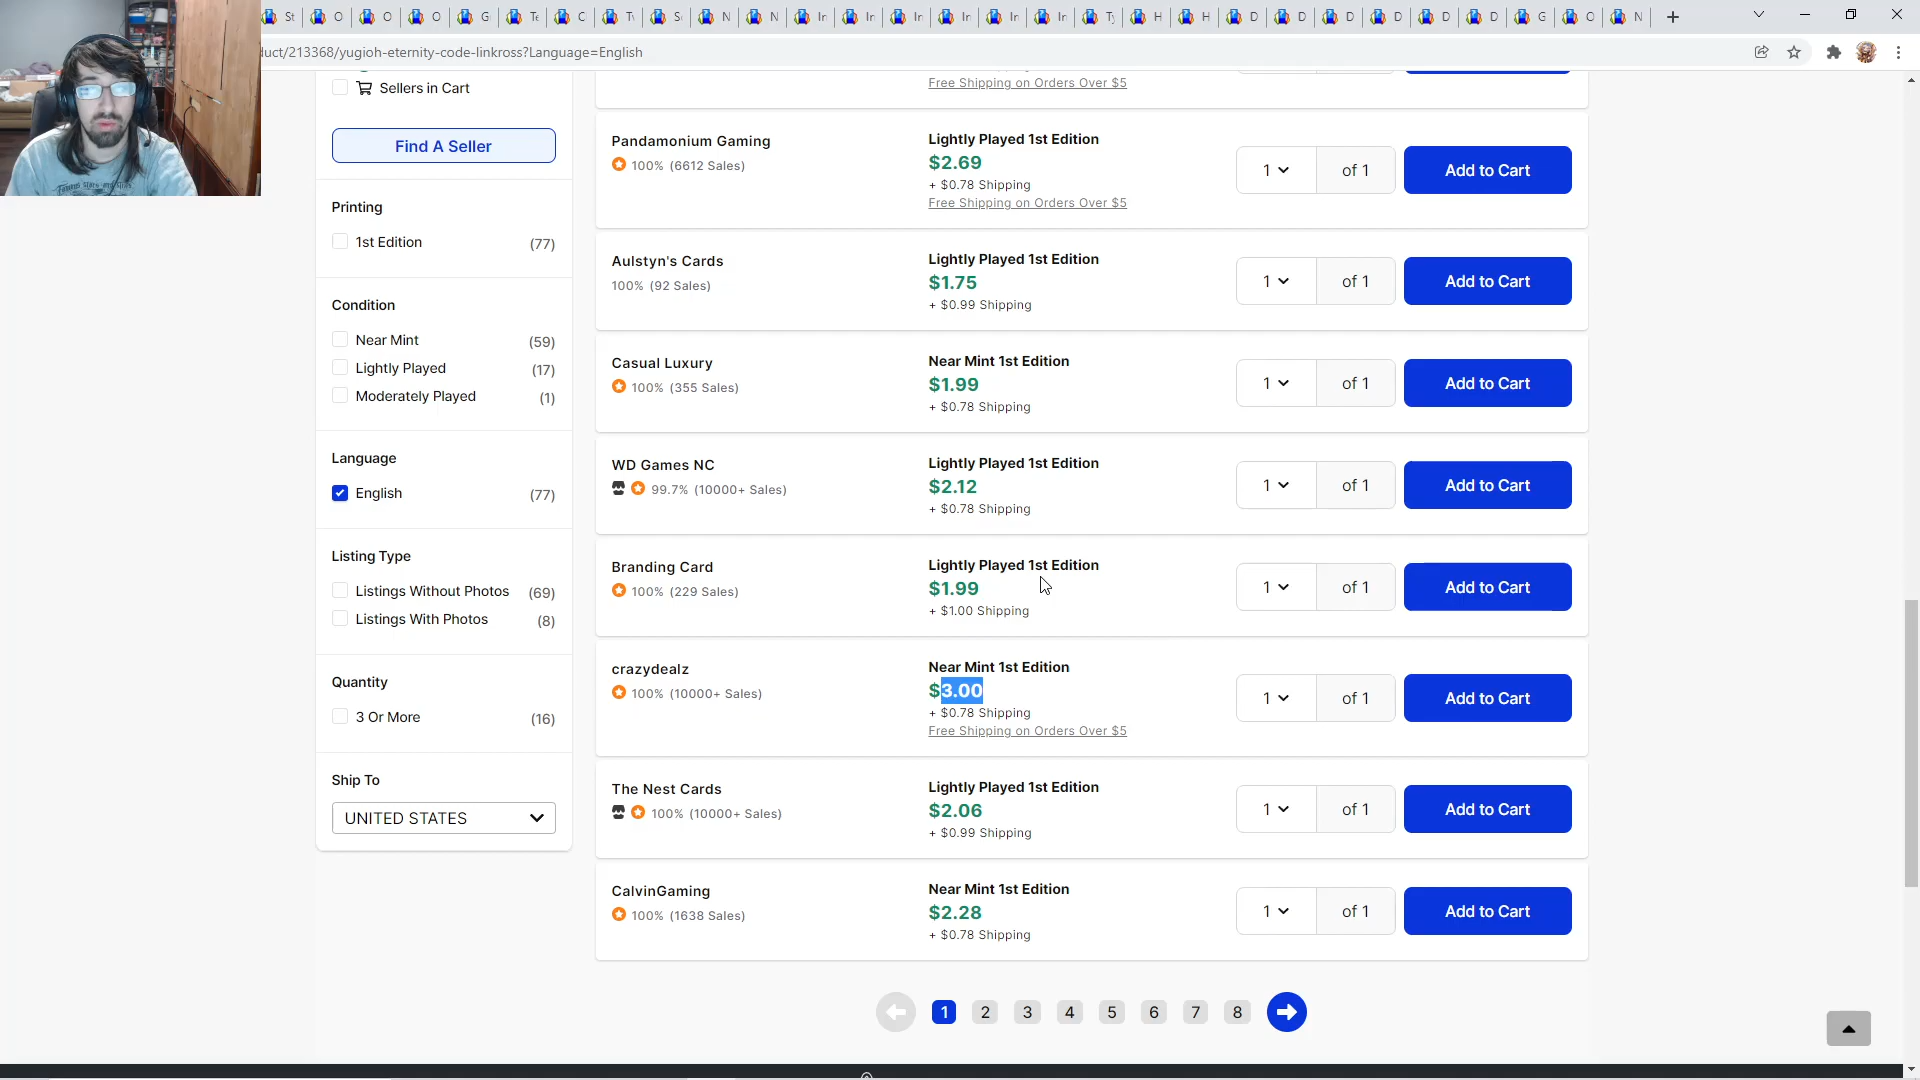 St
O
O
O
G
Te
C
Tv
S
N
N
In
In
In
In
In
In
Ty
H
H
D
D
D
D
D
D
G
O
N
duct/213368/yugioh-eternity-code-linkross?Language=English
Sellers in Cart
Find A Seller
Printing
1st Edition (77)
Condition
Near Mint (59)
Lightly Played (17)
Moderately Played (1)
Language
English (77)
Listing Type
Listings Without Photos (69)
Listings With Photos (8)
Quantity
3 Or More (16)
Ship To
UNITED STATES
Free Shipping on Orders Over $5
Pandamonium Gaming
100% (6612 Sales)
Lightly Played 1st Edition
$2.69
+ $0.78 Shipping
Free Shipping on Orders Over $5
1 of 1
Add to Cart
Aulstyn's Cards
100% (92 Sales)
Lightly Played 1st Edition
$1.75
+ $0.99 Shipping
1 of 1
Add to Cart
Casual Luxury
100% (355 Sales)
Near Mint 1st Edition
$1.99
+ $0.78 Shipping
1 of 1
Add to Cart
WD Games NC
99.7% (10000+ Sales)
Lightly Played 1st Edition
$2.12
+ $0.78 Shipping
1 of 1
Add to Cart
Branding Card
100% (229 Sales)
Lightly Played 1st Edition
$1.99
+ $1.00 Shipping
1 of 1
Add to Cart
crazydealz
100% (10000+ Sales)
Near Mint 1st Edition
$3.00
+ $0.78 Shipping
Free Shipping on Orders Over $5
1 of 1
Add to Cart
The Nest Cards
100% (10000+ Sales)
Lightly Played 1st Edition
$2.06
+ $0.99 Shipping
1 of 1
Add to Cart
CalvinGaming
100% (1638 Sales)
Near Mint 1st Edition
$2.28
+ $0.78 Shipping
1 of 1
Add to Cart
1 2 3 4 5 6 7 8